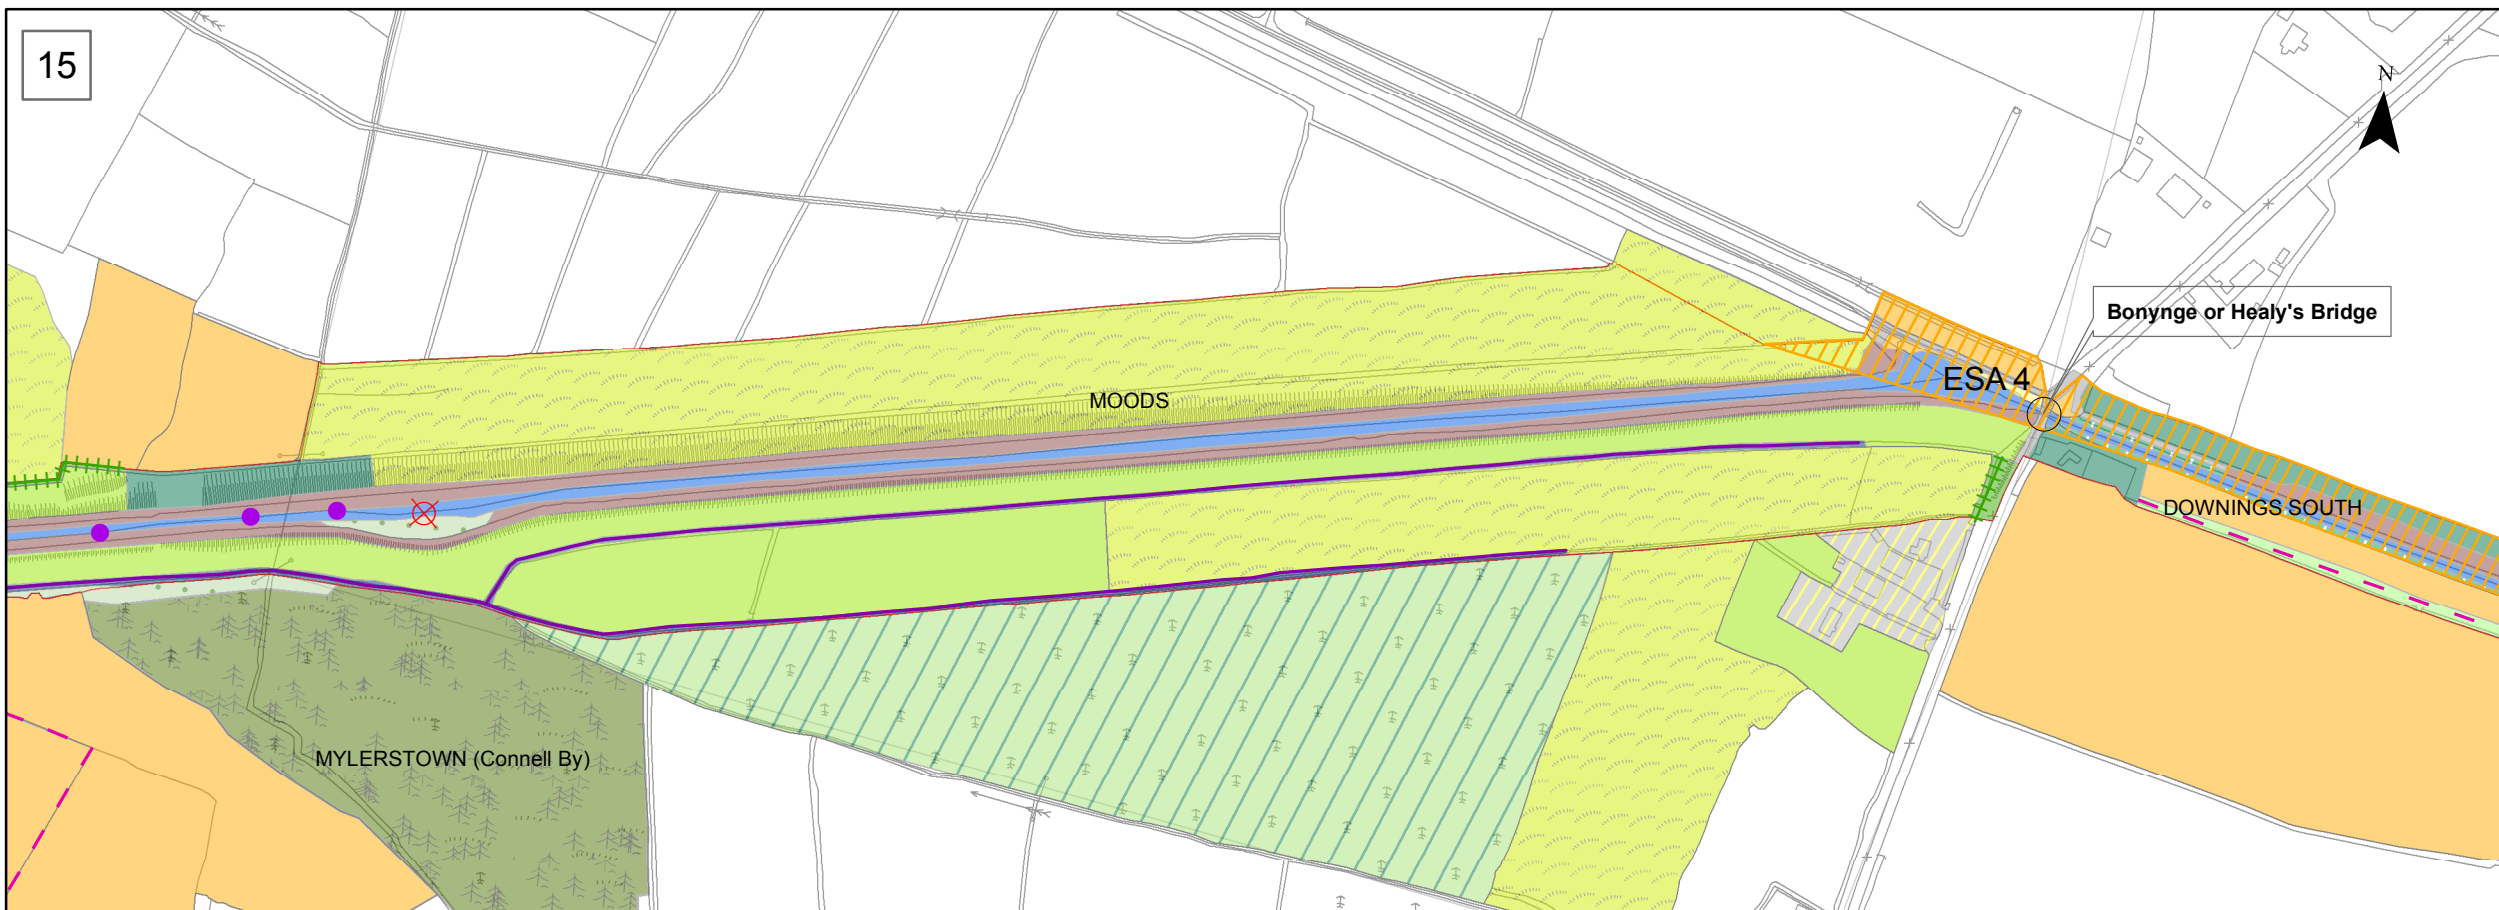 15
N
Bonynge or Healy's Bridge
ESA 4
MOODS
DOWNINGS SOUTH
MYLERSTOWN (Connell By)